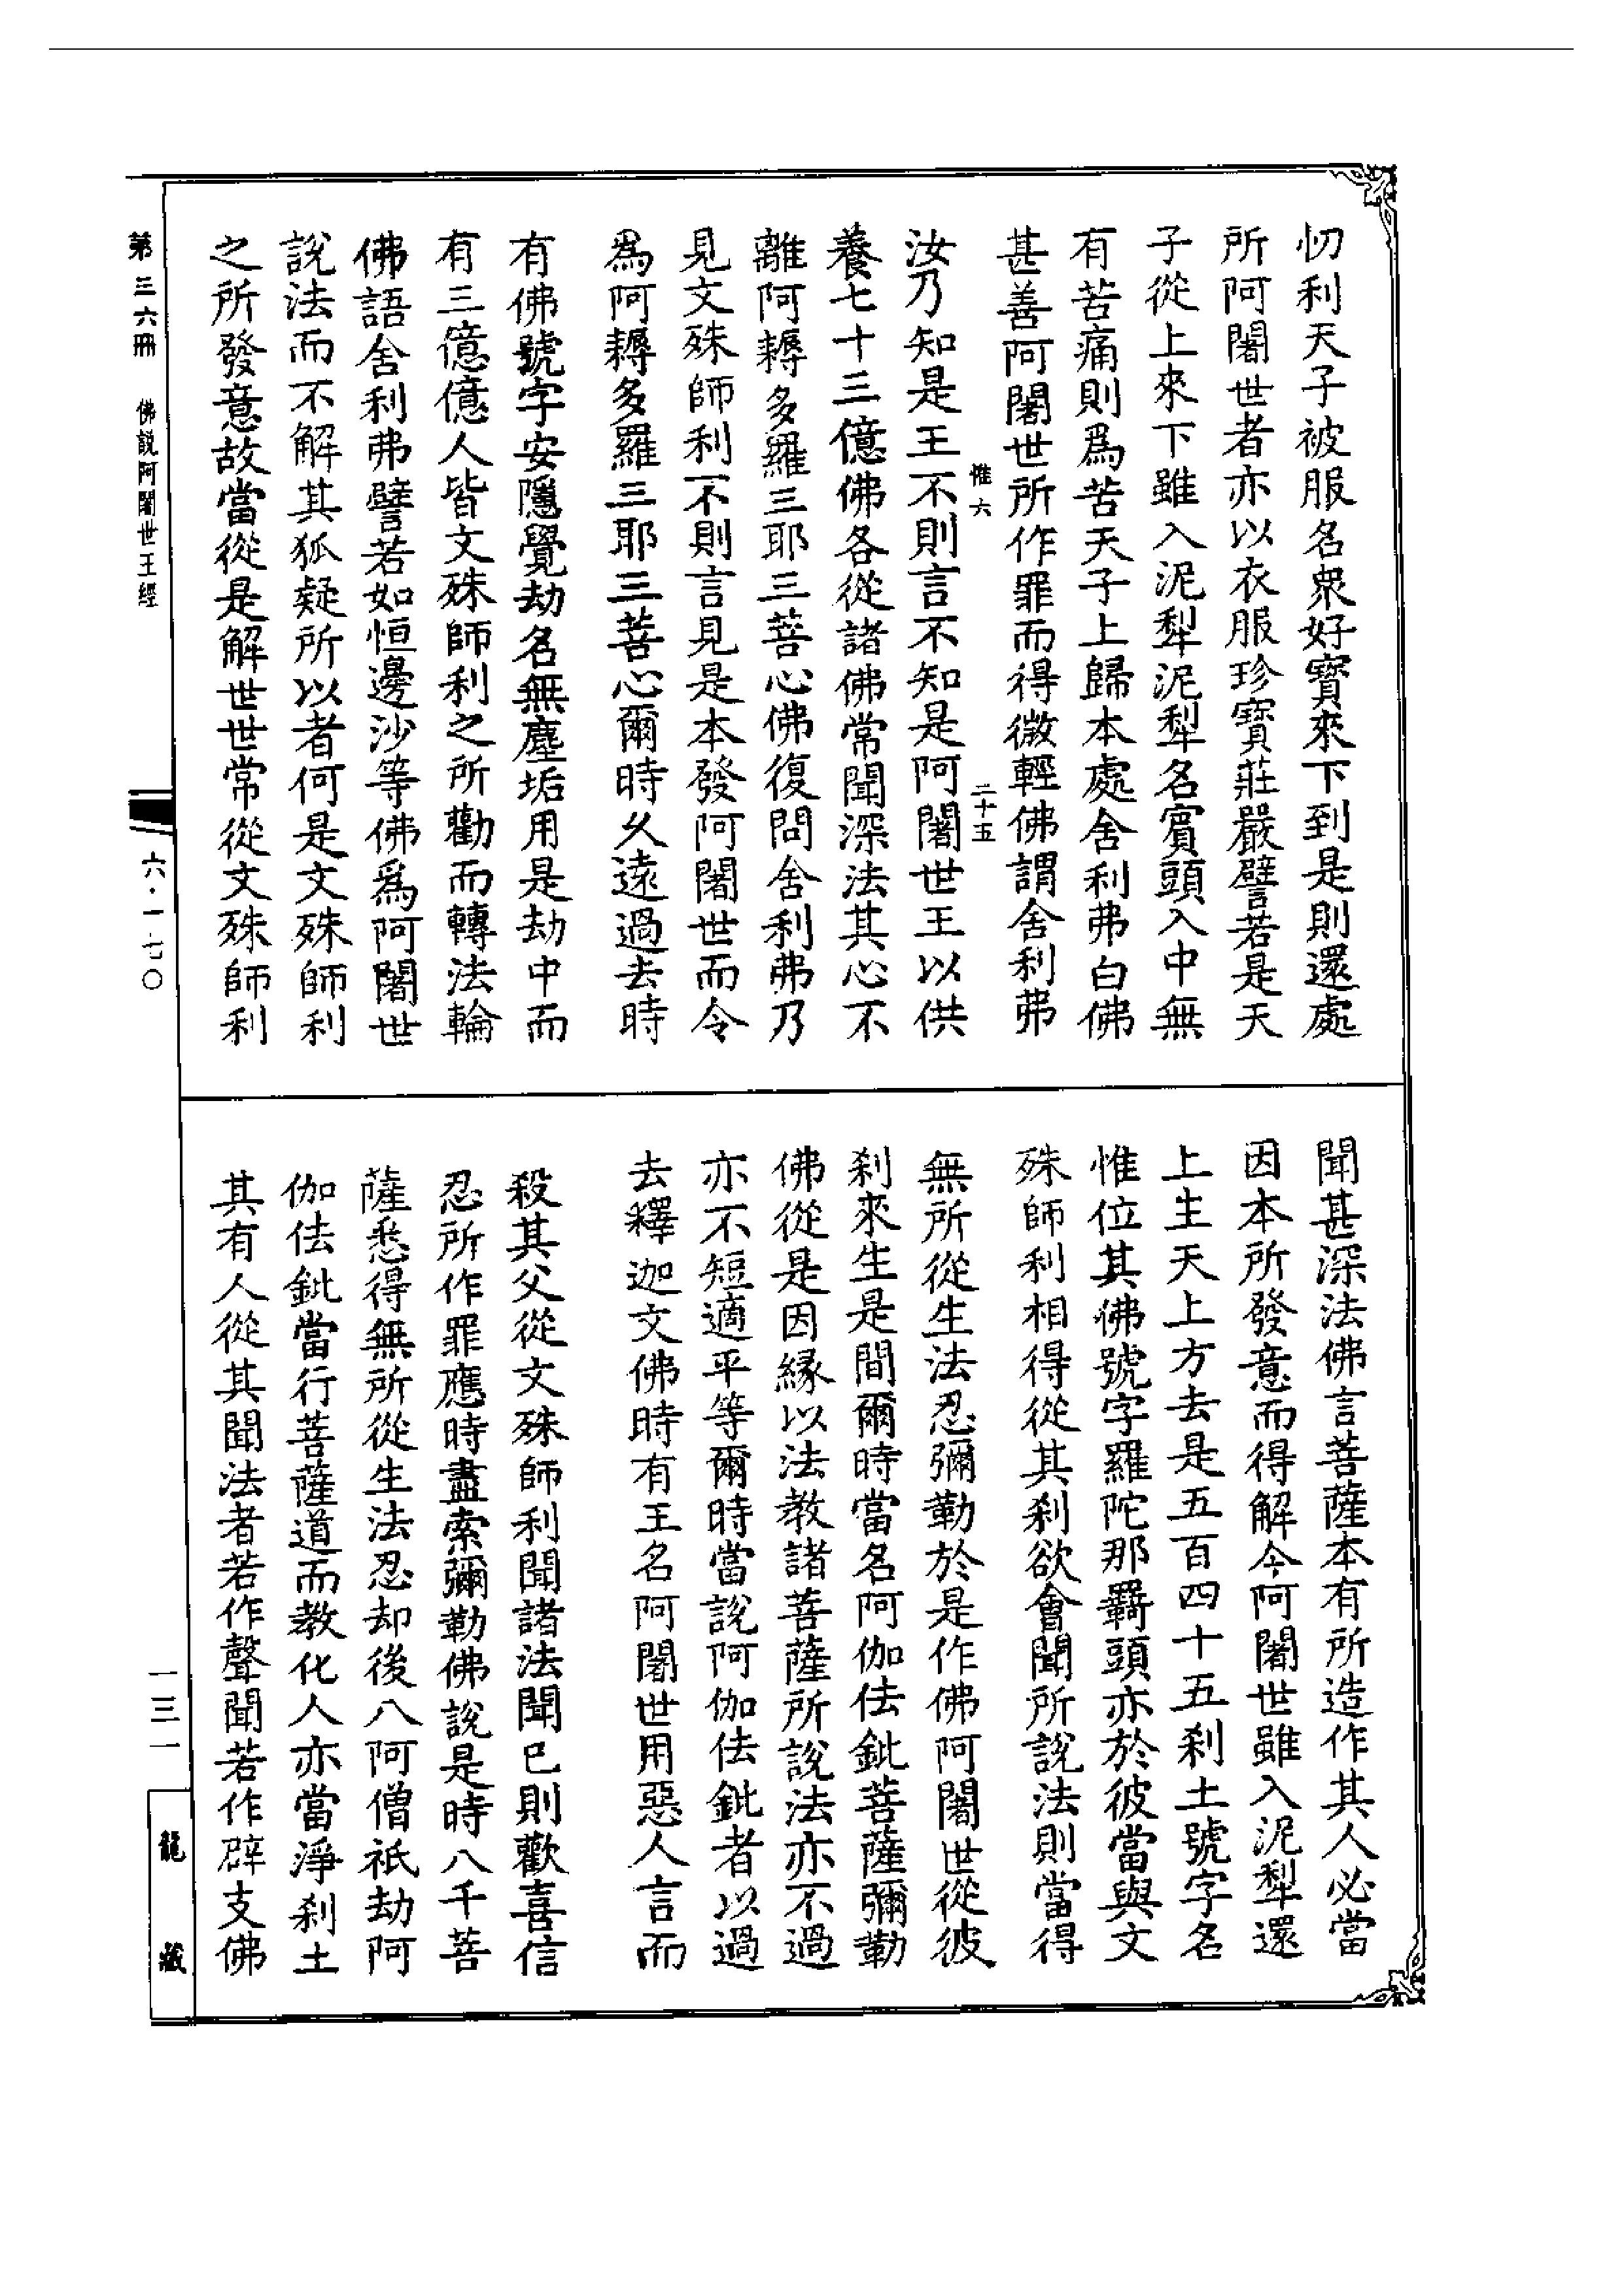 忉利天子被服名衆好寳來下到是則還處
所阿闍世者亦以衣服珍寳莊嚴譬若是天
子從上來下雖入泥犁泥犁名賓頭入中無
有苦痛則爲苦天子上歸本處舍利弗白佛
甚善阿闍世所作罪而得微輕佛謂舍利弗
惟六 二十五
汝乃知是王不則言不知是阿闍世王以供
養七十三億佛各從諸佛常聞深法其心不
離阿耨多羅三耶三菩心佛復問舍利弗乃
見文殊師利不則言見是本發阿闍世而令
爲阿耨多羅三耶三菩心爾時久遠過去時
有佛號字安隱覺劫名無塵垢用是劫中而
有三億億人皆文殊師利之所勸而轉法輪
佛語舍利弗譬若如恒邊沙等佛爲阿闍世
說法而不解其狐疑所以者何是文殊師利
之所發意故當從是解世世常從文殊師利
聞甚深法佛言菩薩本有所造作其人必當
因本所發意而得解今阿闍世雖入泥犁還
上生天上方去是五百四十五刹土號字名
惟位其佛號字羅陀那羇頭亦於彼當與文
殊師利相得從其刹欲會聞所說法則當得
無所從生法忍彌勒於是作佛阿闍世從彼
刹來生是間爾時當名阿伽佉鈚菩薩彌勒
佛從是因緣以法教諸菩薩所說法亦不過
亦不短適平等爾時當說阿伽佉鈚者以過
去釋迦文佛時有王名阿闍世用惡人言而
殺其父從文殊師利聞諸法聞已則歡喜信
忍所作罪應時盡索彌勒佛說是時八千菩
薩悉得無所從生法忍却後八阿僧祇劫阿
伽佉鈚當行菩薩道而教化人亦當淨刹土
其有人從其聞法者若作聲聞若作辟支佛
第三六冊 佛説阿闍世王經
六·一七〇
一三一
龍藏